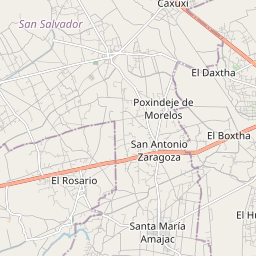 Caxuxi
San Salvador
El Daxtha
Poxindeje de
Morelos
El Boxtha
San Antonio
Zaragoza
El Rosario
El H
Santa María
Amajac